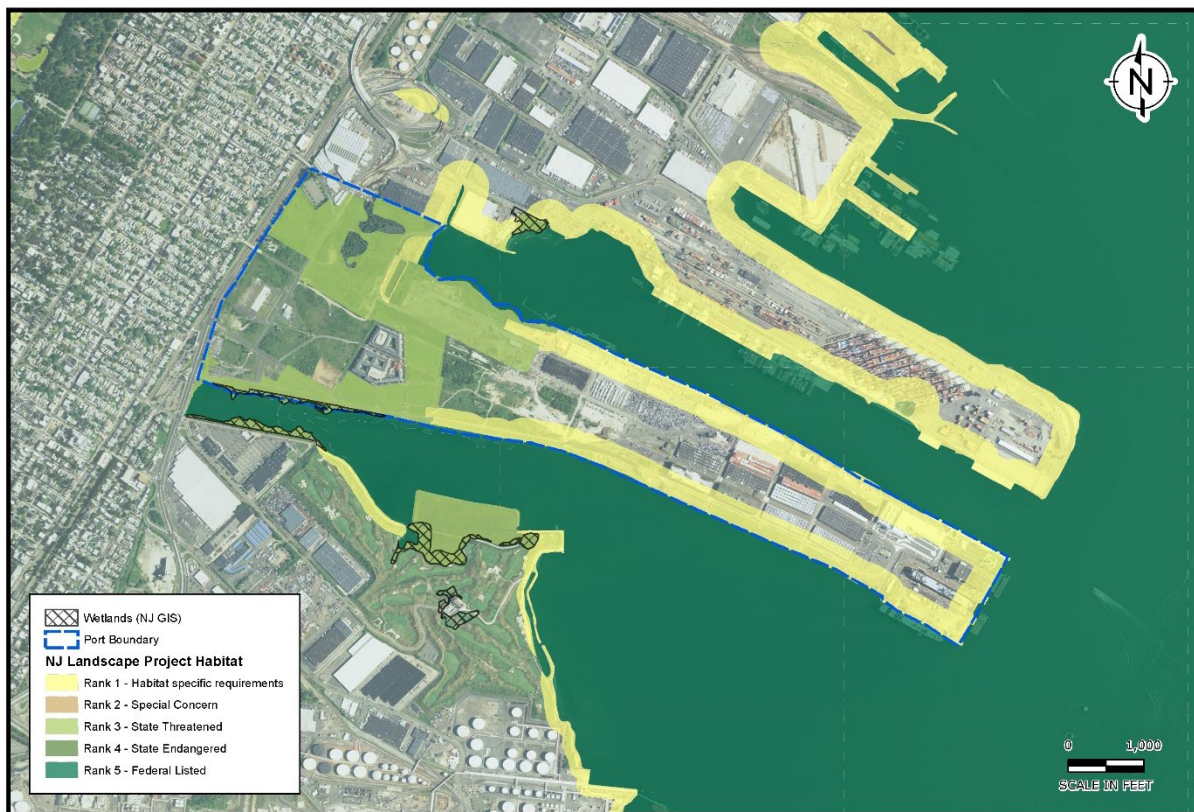 N
Wetlands (NJ GIS)
Port Boundary
NJ Landscape Project Habitat
Rank 1 - Habitat specific requirements
Rank 2 - Special Concern
Rank 3 - State Threatened
Rank 4 - State Endangered
Rank 5 - Federal Listed
0 1,000
SCALE IN FEET